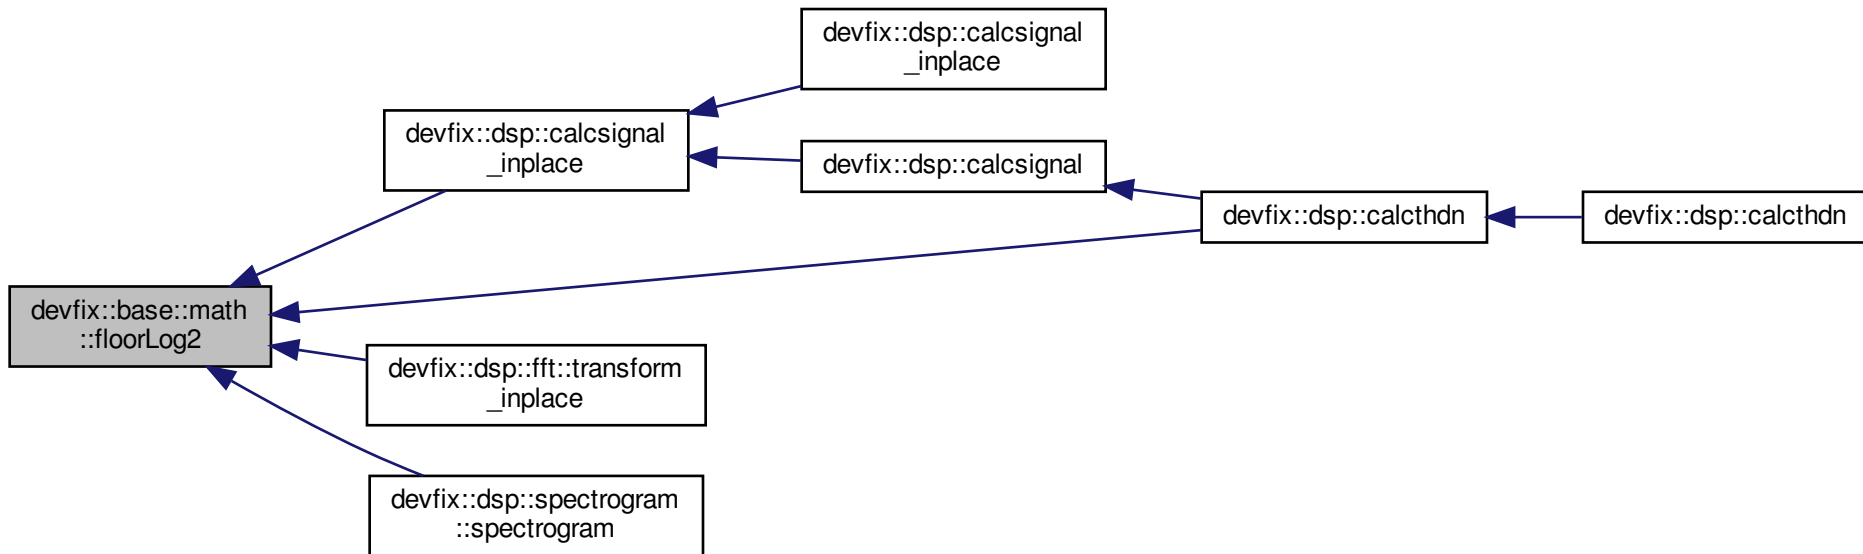 devfix::dsp::calcsignal
_inplace
devfix::dsp::calcsignal
_inplace
devfix::dsp::calcsignal
devfix::dsp::calcthdn
devfix::dsp::calcthdn
devfix::base::math
::floorLog2
devfix::dsp::fft::transform
_inplace
devfix::dsp::spectrogram
::spectrogram